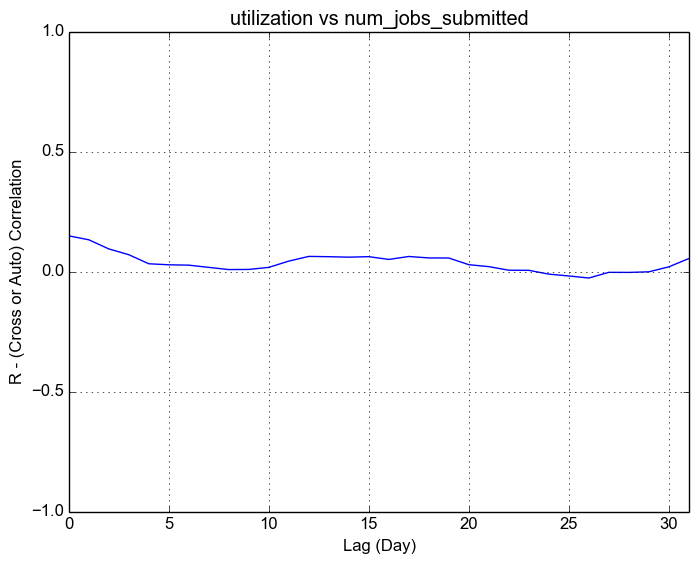 utilization vs num_jobs_submitted
1.0
0.5
0.0
−0.5
−1.0
R - (Cross or Auto) Correlation
0 5 10 15 20 25 30
Lag (Day)